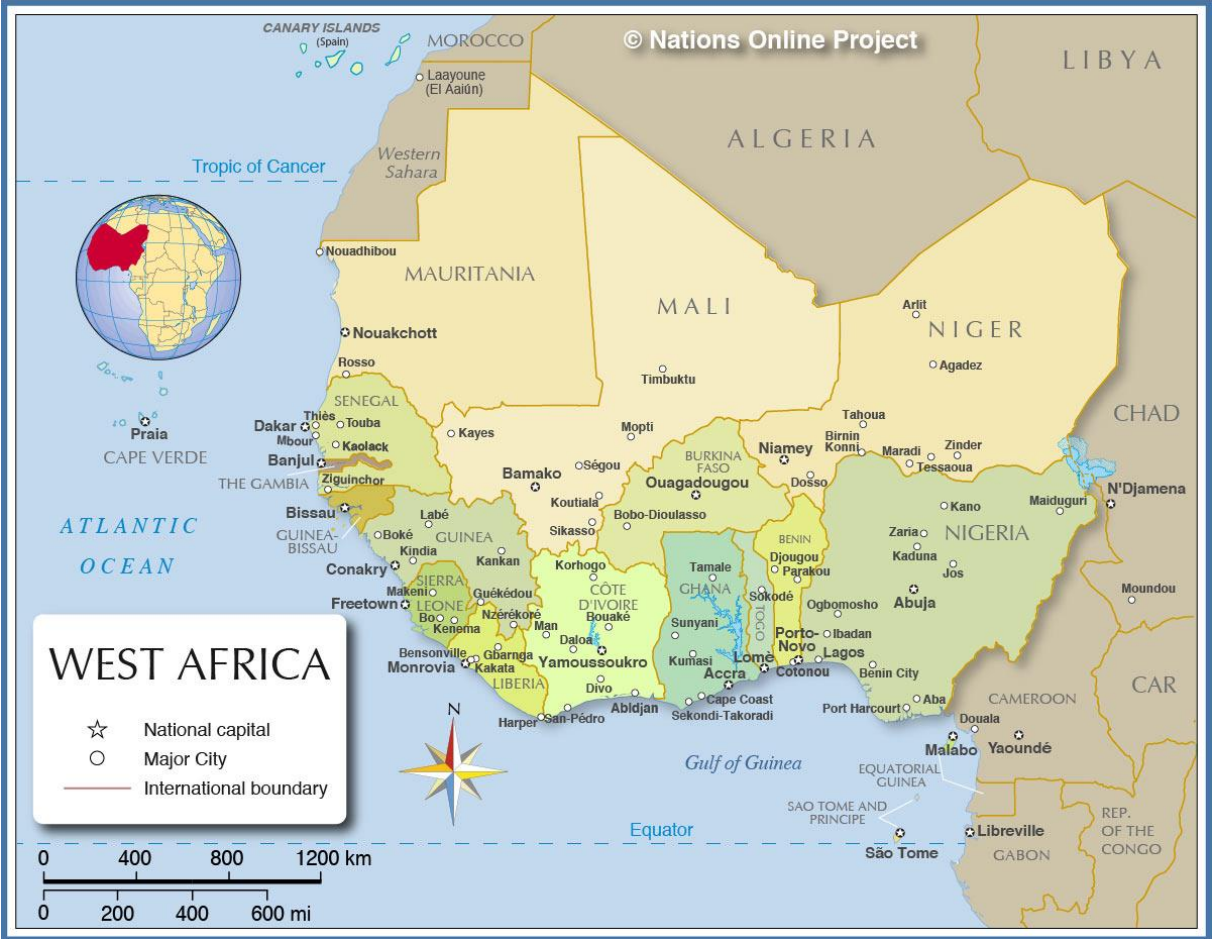 CANARY ISLANDS
(Spain)
MOROCCO
© Nations Online Project
LIBYA
Laayoune
(El Aaiún)
ALGERIA
Western
Sahara
Tropic of Cancer
Nouadhibou
MAURITANIA
MALI
Arlit
NIGER
Nouakchott
Rosso
Timbuktu
Agadez
SENEGAL
CHAD
Thiès
Touba
Dakar
Mbour
Kaolack
Praia
CAPE VERDE
Banjul
THE GAMBIA
Ziguinchor
Kayes
Mopti
Tahoua
Birnin
Konni
Maradi
Zinder
Tessaoua
Niamey
Dosso
Bamako
Ségou
Koutiala
Sikasso
BURKINA
FASO
Ouagadougou
Bobo-Dioulasso
N'Djamena
Maiduguri
Kano
NIGERIA
Zaria
Kaduna
Jos
Abuja
Bissau
GUINEA-
BISSAU
ATLANTIC
OCEAN
Labé
Boké
GUINEA
Kindia
Kankan
Conakry
SIERRA
LEONE
Makeni
Freetown
Bo
Kenema
Guékédou
Nzérékoré
Korhogo
CÔTE
D'IVOIRE
Bouaké
Man
Daloa
Yamoussoukro
Divo
Abidjan
San-Pédro
Harper
Bensonville
Monrovia
Gbarnga
Kakata
LIBERIA
Tamale
GHANA
Sunyani
Kumasi
Accra
Cape Coast
Sekondi-Takoradi
BENIN
Djougou
Parakou
Sokodé
TOGO
Lomè
Porto-
Novo
Cotonou
Ogbomosho
Ibadan
Lagos
Benin City
Port Harcourt
Aba
Moundou
CAR
CAMEROON
Douala
Malabo
Yaoundé
EQUATORIAL
GUINEA
SAO TOME AND
PRINCIPE
São Tome
Libreville
GABON
REP.
OF THE
CONGO
Gulf of Guinea
Equator
N
WEST AFRICA
National capital
Major City
International boundary
0 400 800 1200 km
0 200 400 600 mi